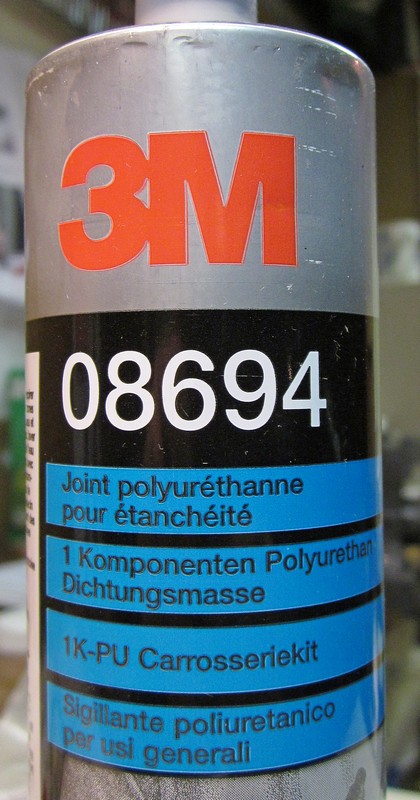 3M
08694
Joint polyuréthanne
pour étanchéité
1 Komponenten Polyurethan
Dichtungsmasse
1K-PU Carrosseriekit
Sigillante poliuretanico
per usi generali